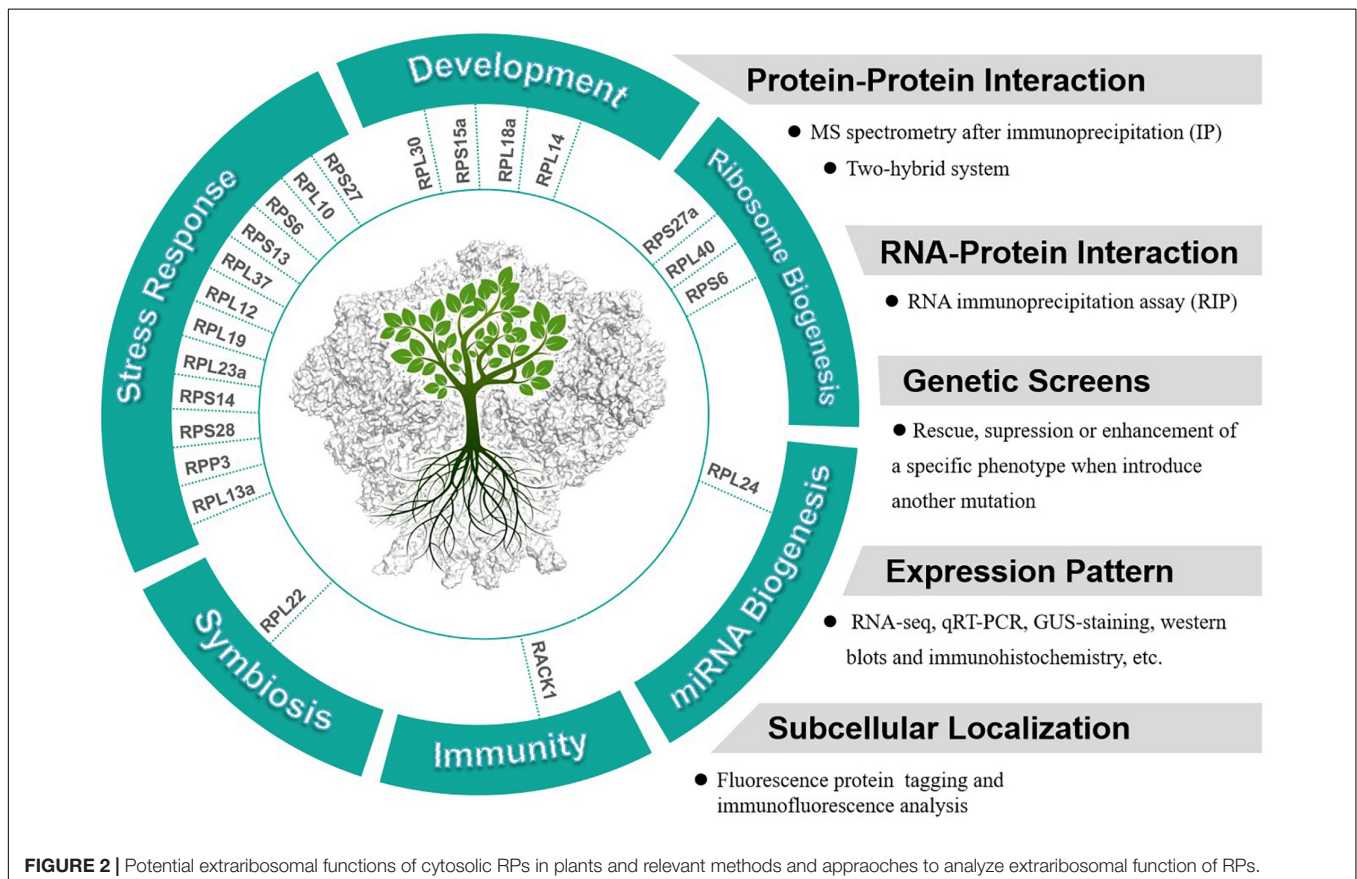 Development
Ribosome Biogenesis
miRNA Biogenesis
Immunity
Symbiosis
Stress Response
RPL30
RPS15a
RPL18a
RPL14
RPS27a
RPL40
RPS6
RPL24
RACK1
RPL22
RPS27
RPL10
RPS6
RPS13
RPL37
RPL12
RPL19
RPL23a
RPS14
RPS28
RPP3
RPL13a
Protein-Protein Interaction
● MS spectrometry after immunoprecipitation (IP)
● Two-hybrid system
RNA-Protein Interaction
● RNA immunoprecipitation assay (RIP)
Genetic Screens
● Rescue, supression or enhancement of
a specific phenotype when introduce
another mutation
Expression Pattern
● RNA-seq, qRT-PCR, GUS-staining, western
blots and immunohistochemistry, etc.
Subcellular Localization
● Fluorescence protein tagging and
immunofluorescence analysis
FIGURE 2 | Potential extraribosomal functions of cytosolic RPs in plants and relevant methods and appraoches to analyze extraribosomal function of RPs.